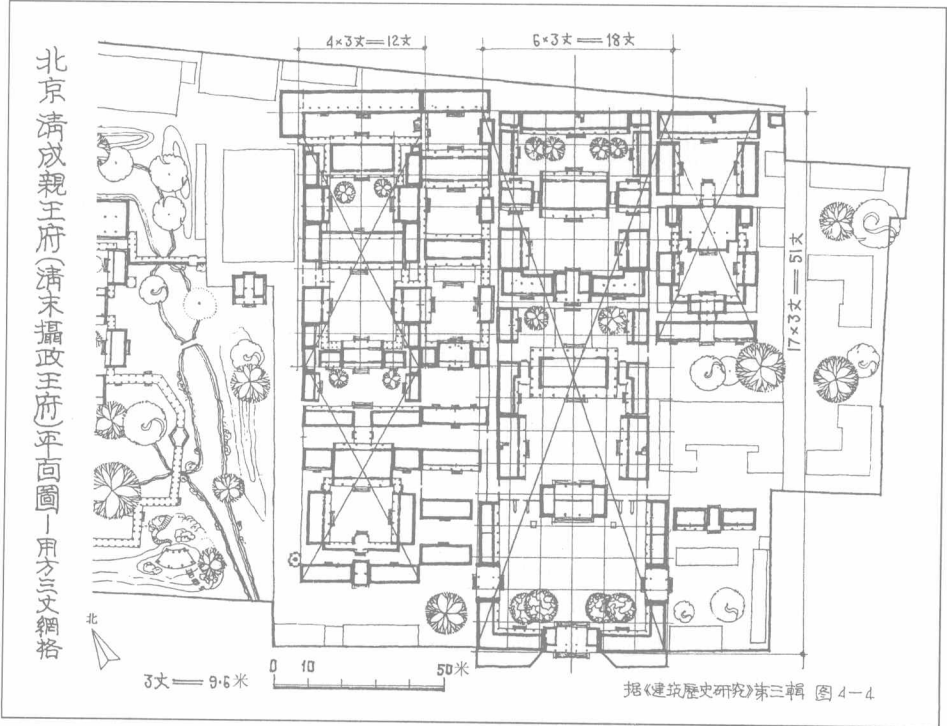 北京清成親王府(清末攝政王府)平面圖—用方三丈網格
4×3丈=12丈
6×3丈=18丈
17×3丈=51丈
北
3丈=9·6米
0 10 50米
据《建筑歷史研究》第三輯 图4-4